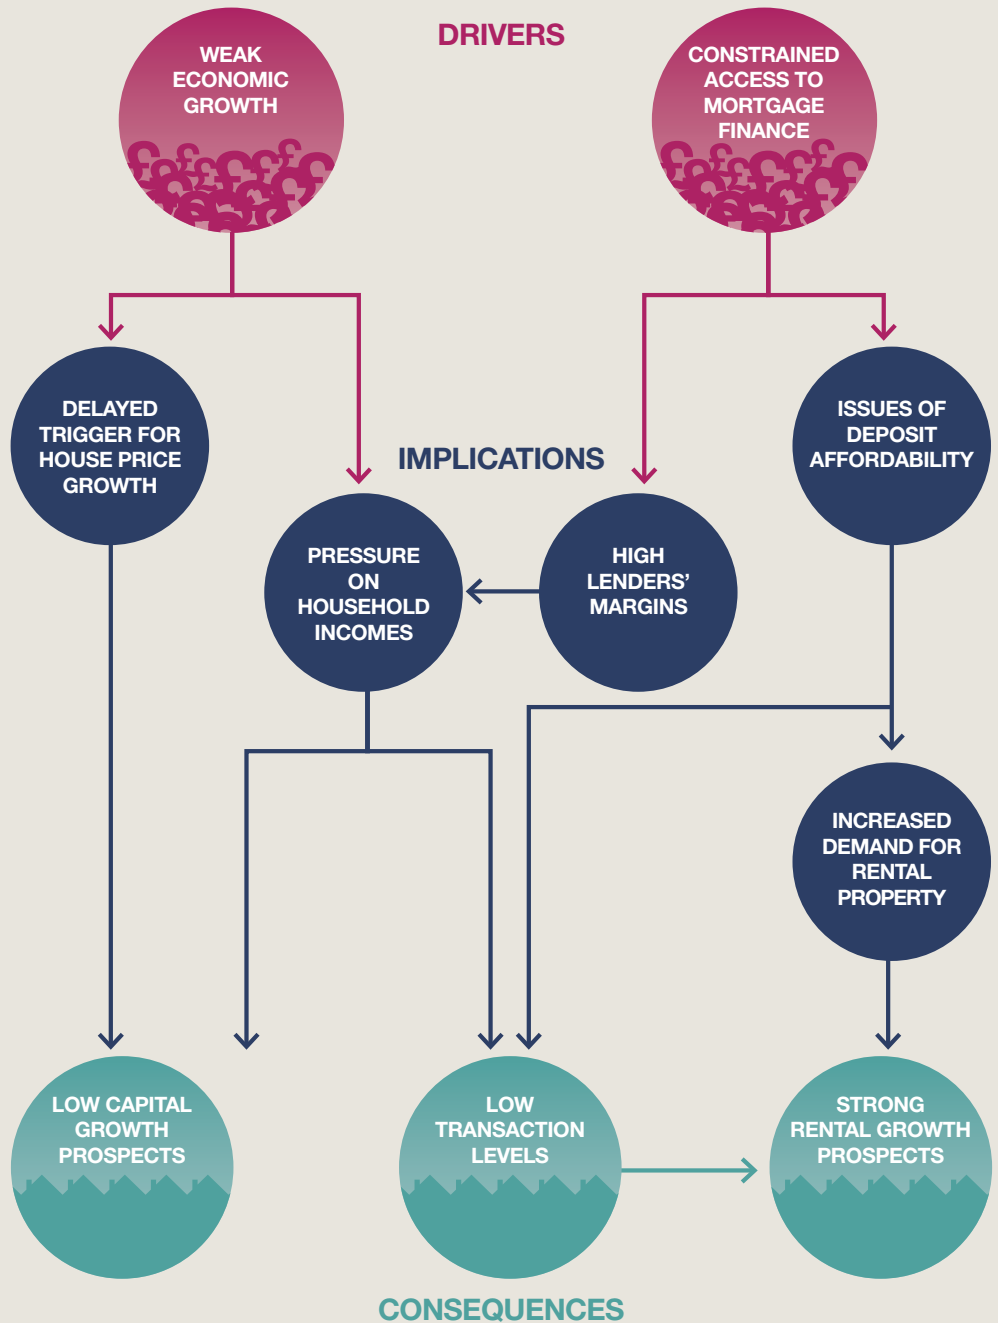 DRIVERS
WEAK
ECONOMIC
GROWTH
CONSTRAINED
ACCESS TO
MORTGAGE
FINANCE
DELAYED
TRIGGER FOR
HOUSE PRICE
GROWTH
ISSUES OF
DEPOSIT
AFFORDABILITY
IMPLICATIONS
PRESSURE
ON
HOUSEHOLD
INCOMES
HIGH
LENDERS’
MARGINS
INCREASED
DEMAND FOR
RENTAL
PROPERTY
LOW CAPITAL
GROWTH
PROSPECTS
LOW
TRANSACTION
LEVELS
STRONG
RENTAL GROWTH
PROSPECTS
CONSEQUENCES